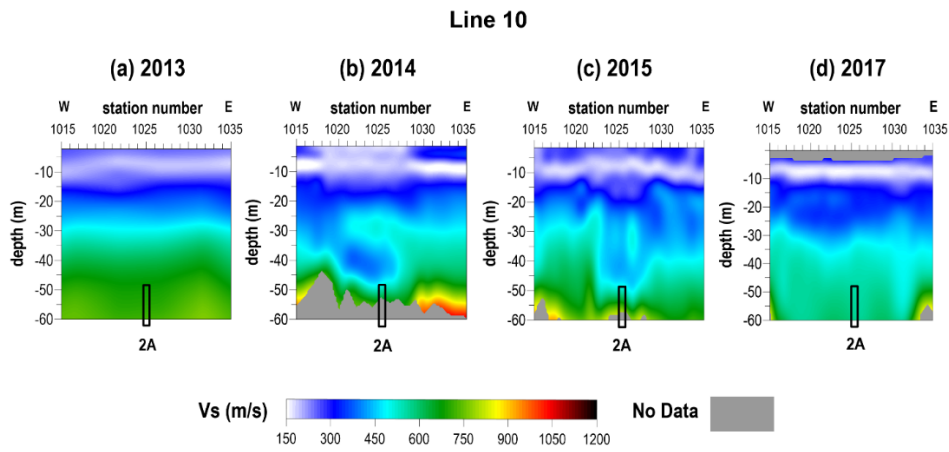 Line 10
(a) 2013
(b) 2014
(c) 2015
(d) 2017
W station number E
1015 1020 1025 1030 1035
W station number E
1015 1020 1025 1030 1035
W station number E
1015 1020 1025 1030 1035
W station number E
1015 1020 1025 1030 1035
depth (m)
-10
-20
-30
-40
-50
-60
depth (m)
-10
-20
-30
-40
-50
-60
depth (m)
-10
-20
-30
-40
-50
-60
depth (m)
0
-10
-20
-30
-40
-50
-60
2A
2A
2A
2A
Vs (m/s)
150 300 450 600 750 900 1050 1200
No Data